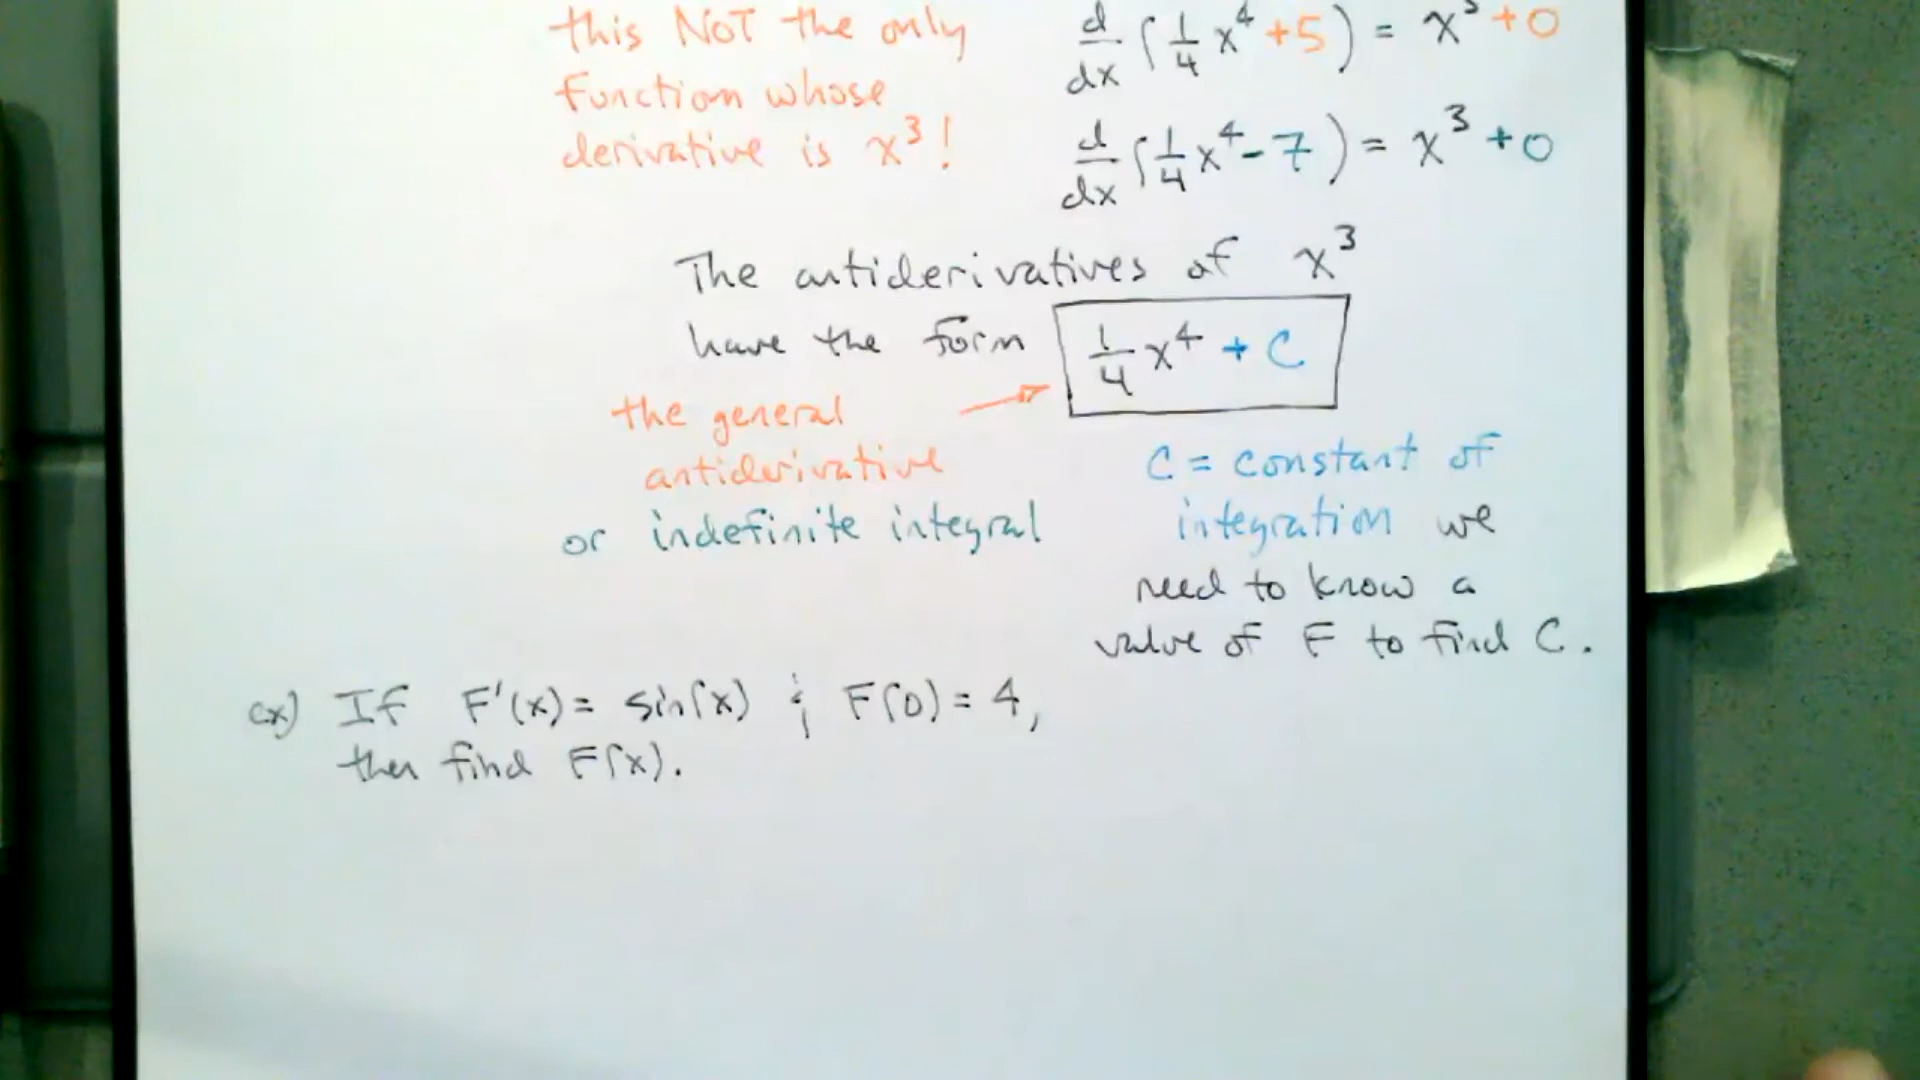 this NOT the only
function whose
derivative is x³!
d/dx (1/4 x⁴ + 5) = x³ + 0
d/dx (1/4 x⁴ - 7) = x³ + 0
The antiderivatives of x³
have the form 1/4 x⁴ + C
the general
antiderivative
or indefinite integral
C = constant of
integration we
need to know a
value of F to find C.
ex) If F'(x) = sin(x) & F(0) = 4,
then find F(x).